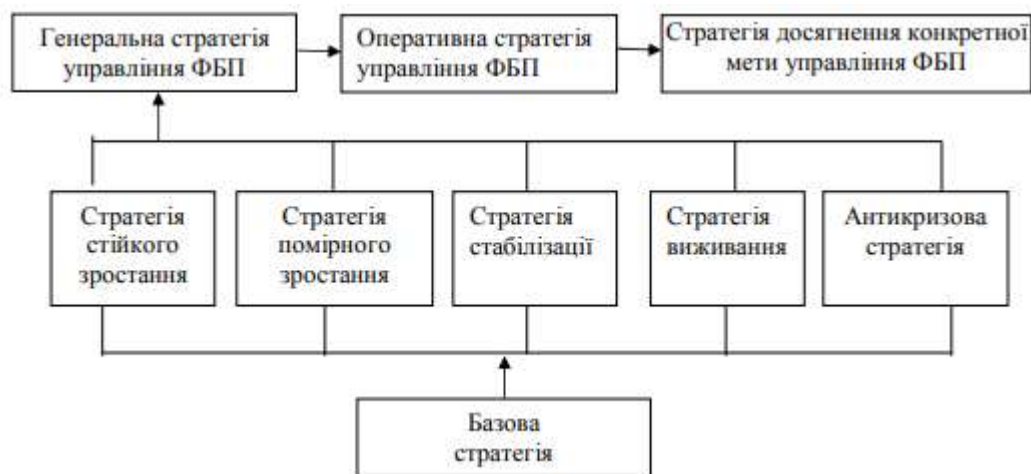 Генеральна стратегія
управління ФБП
Оперативна стратегія
управління ФБП
Стратегія досягнення конкретної
мети управління ФБП
Стратегія
стійкого
зростання
Стратегія
помірного
зростання
Стратегія
стабілізації
Стратегія
виживання
Антикризова
стратегія
Базова
стратегія